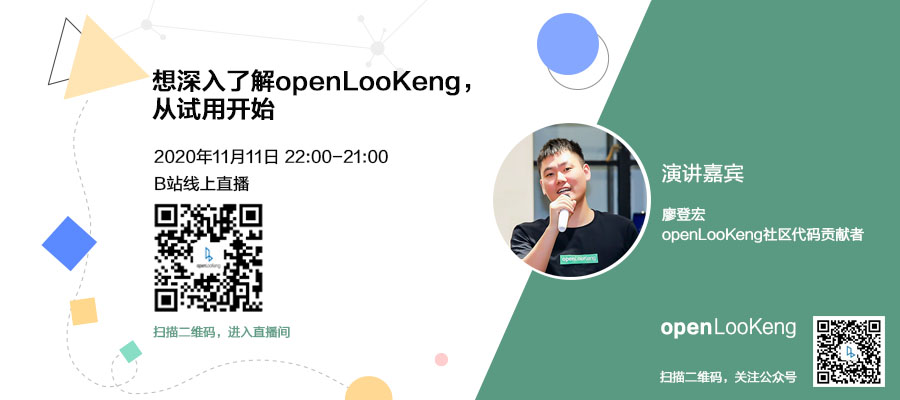 想深入了解openLooKeng，
从试用开始
2020年11月11日 22:00-21:00
B站线上直播
openLooKeng
扫描二维码，进入直播间
openLooKeng
演讲嘉宾
廖登宏
openLooKeng社区代码贡献者
openLooKeng
扫描二维码，关注公众号